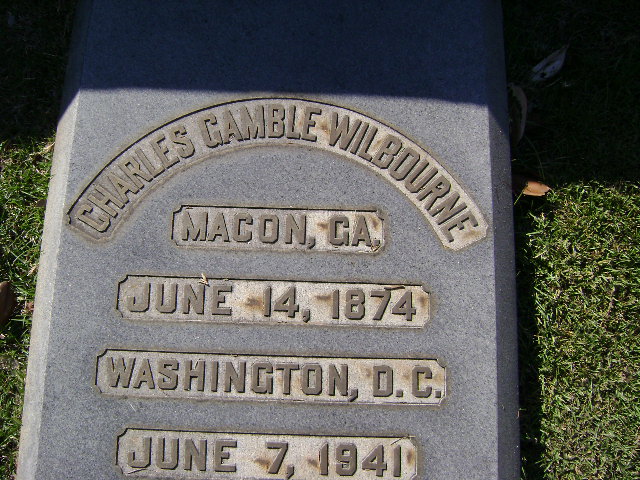 CHARLES GAMBLE WILBOURNE
MACON, GA.
JUNE 14, 1874
WASHINGTON, D.C.
JUNE 7, 1941